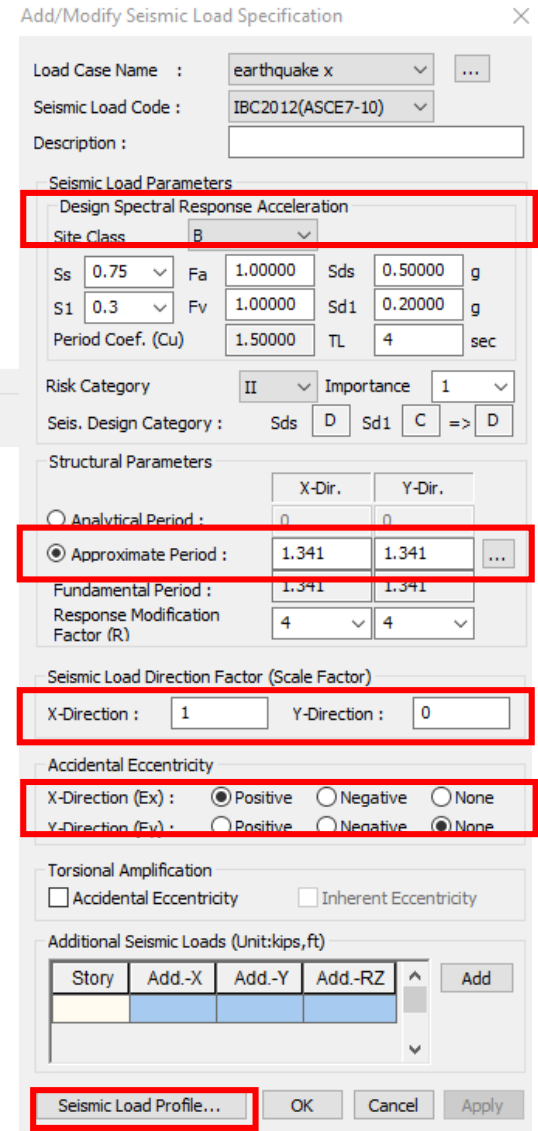 Add/Modify Seismic Load Specification
Load Case Name : earthquake x ...
Seismic Load Code : IBC2012(ASCE7-10)
Description :
Seismic Load Parameters
Design Spectral Response Acceleration
Site Class B
Ss 0.75 Fa 1.00000 Sds 0.50000 g
S1 0.3 Fv 1.00000 Sd1 0.20000 g
Period Coef. (Cu) 1.50000 TL 4 sec
Risk Category II Importance 1
Seis. Design Category : Sds D Sd1 C => D
Structural Parameters
X-Dir. Y-Dir.
Analytical Period : 0 0
Approximate Period : 1.341 1.341 ...
Fundamental Period : 1.341 1.341
Response Modification
Factor (R) 4 4
Seismic Load Direction Factor (Scale Factor)
X-Direction : 1 Y-Direction : 0
Accidental Eccentricity
X-Direction (Ex) : Positive Negative None
Y-Direction (Ey) : Positive Negative None
Torsional Amplification
Accidental Eccentricity Inherent Eccentricity
Additional Seismic Loads (Unit:kips,ft)
Story Add.-X Add.-Y Add.-RZ Add
Seismic Load Profile... OK Cancel Apply